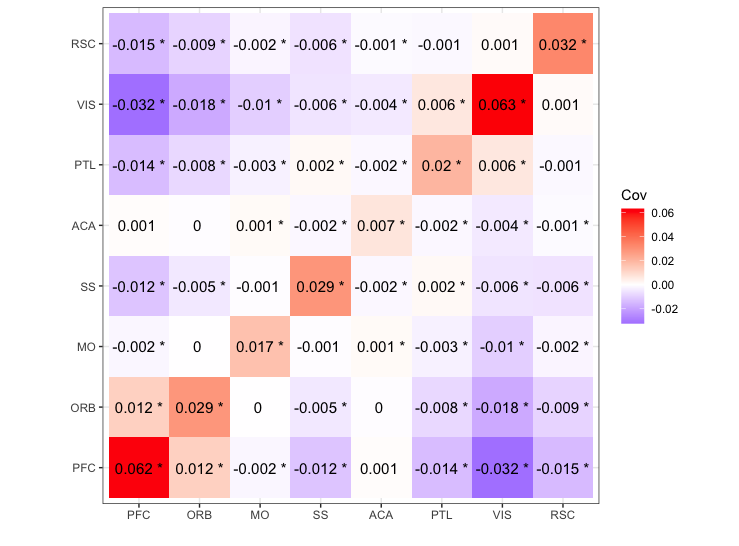 RSC -0.015 * -0.009 * -0.002 * -0.006 * -0.001 * -0.001 0.001 0.032 *
VIS -0.032 * -0.018 * -0.01 * -0.006 * -0.004 * 0.006 * 0.063 * 0.001
PTL -0.014 * -0.008 * -0.003 * 0.002 * -0.002 * 0.02 * 0.006 * -0.001
ACA 0.001 0 0.001 * -0.002 * 0.007 * -0.002 * -0.004 * -0.001 *
SS -0.012 * -0.005 * -0.001 0.029 * -0.002 * 0.002 * -0.006 * -0.006 *
MO -0.002 * 0 0.017 * -0.001 0.001 * -0.003 * -0.01 * -0.002 *
ORB 0.012 * 0.029 * 0 -0.005 * 0 -0.008 * -0.018 * -0.009 *
PFC 0.062 * 0.012 * -0.002 * -0.012 * 0.001 -0.014 * -0.032 * -0.015 *
PFC ORB MO SS ACA PTL VIS RSC
Cov
0.06
0.04
0.02
0.00
-0.02